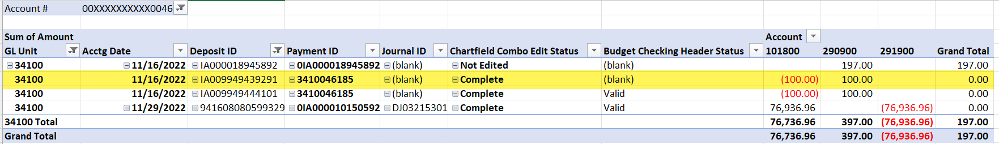 Account # 00XXXXXXXXXX0046
Sum of Amount Account
GL Unit Acctg Date Deposit ID Payment ID Journal ID Chartfield Combo Edit Status Budget Checking Header Status 101800 290900 291900 Grand Total
34100 11/16/2022 IA000018945892 0IA000018945892 (blank) Not Edited (blank) 197.00 197.00
34100 11/16/2022 IA009949439291 3410046185 (blank) Complete (blank) (100.00) 100.00 0.00
34100 11/16/2022 IA009949444101 3410046185 (blank) Complete Valid (100.00) 100.00 0.00
34100 11/29/2022 941608080599329 0IA000010150592 DJ03215301 Complete Valid 76,936.96 (76,936.96) 0.00
34100 Total 76,736.96 397.00 (76,936.96) 197.00
Grand Total 76,736.96 397.00 (76,936.96) 197.00